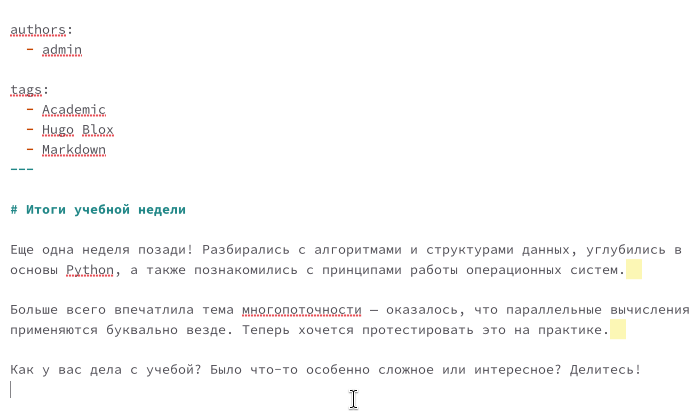 authors:
- admin
tags:
- Academic
- Hugo Blox
- Markdown
---
# Итоги учебной недели
Еще одна неделя позади! Разбирались с алгоритмами и структурами данных, углубились в
основы Python, а также познакомились с принципами работы операционных систем.
Больше всего впечатлила тема многопоточности — оказалось, что параллельные вычисления
применяются буквально везде. Теперь хочется протестировать это на практике.
Как у вас дела с учебой? Было что-то особенно сложное или интересное? Делитесь!